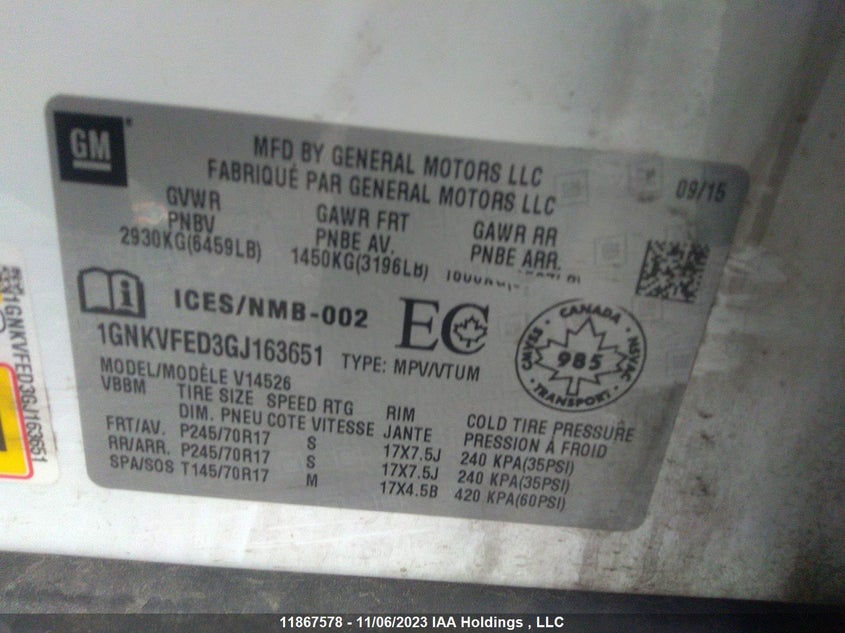 GM
MFD BY GENERAL MOTORS LLC
FABRIQUÉ PAR GENERAL MOTORS LLC
09/15
GVWR GAWR FRT GAWR RR
PNBV PNBE AV. PNBE ARR.
2930KG(6459LB) 1450KG(3196LB)
ICES/NMB-002 EC
CANADA
CMVSS 985 NSVAC
TRANSPORT
1GNKVFED3GJ163651 TYPE: MPV/VTUM
MODEL/MODÈLE V14526
VBBM TIRE SIZE SPEED RTG RIM COLD TIRE PRESSURE
DIM. PNEU COTE VITESSE JANTE PRESSION À FROID
FRT/AV. P245/70R17 S 17X7.5J 240 KPA(35PSI)
RR/ARR. P245/70R17 S 17X7.5J 240 KPA(35PSI)
SPA/SOS T145/70R17 M 17X4.5B 420 KPA(60PSI)
1GNKVFED3GJ163651
11867578 - 11/06/2023 IAA Holdings , LLC